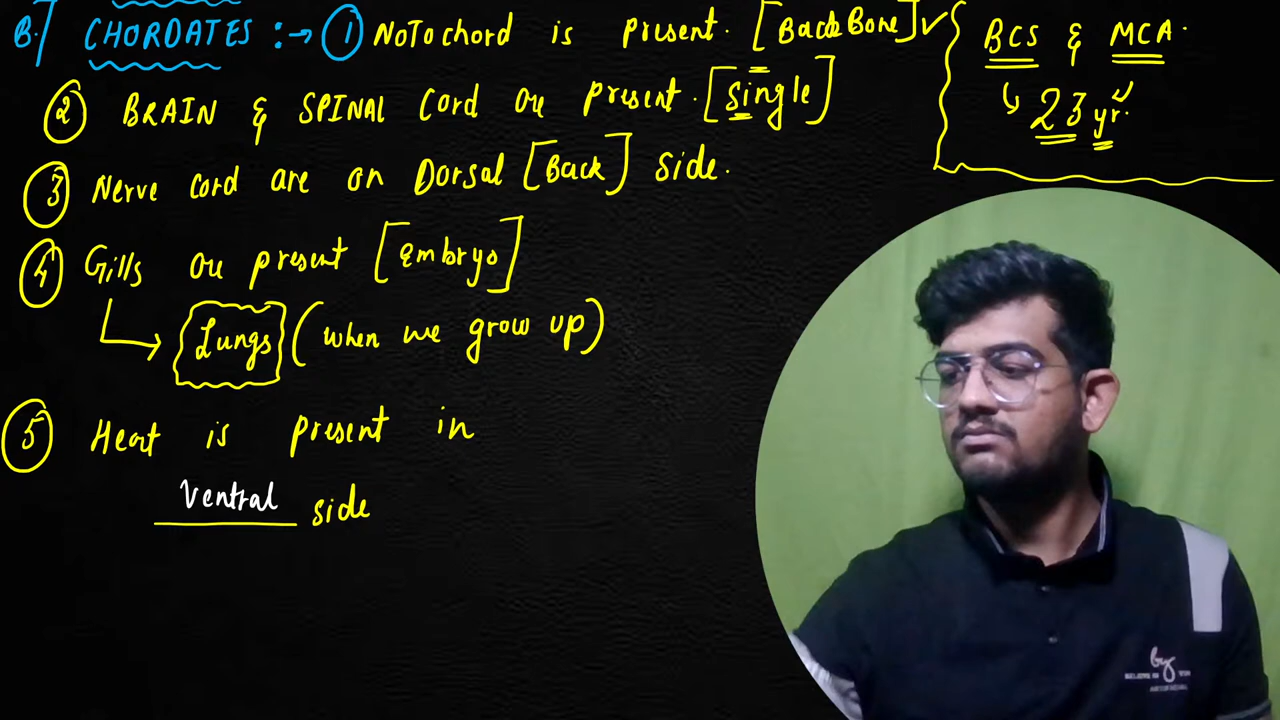 B.] CHORDATES :→ ① Notochord is present. [BackBone] ✓
② BRAIN & SPINAL Cord are present. [Single]
③ Nerve Cord are on Dorsal [Back] side.
④ Gills are present [Embryo]
→ Lungs (when we grow up)
⑤ Heart is present in
Ventral side
BCS & MCA.
↳ 23 yr.
by